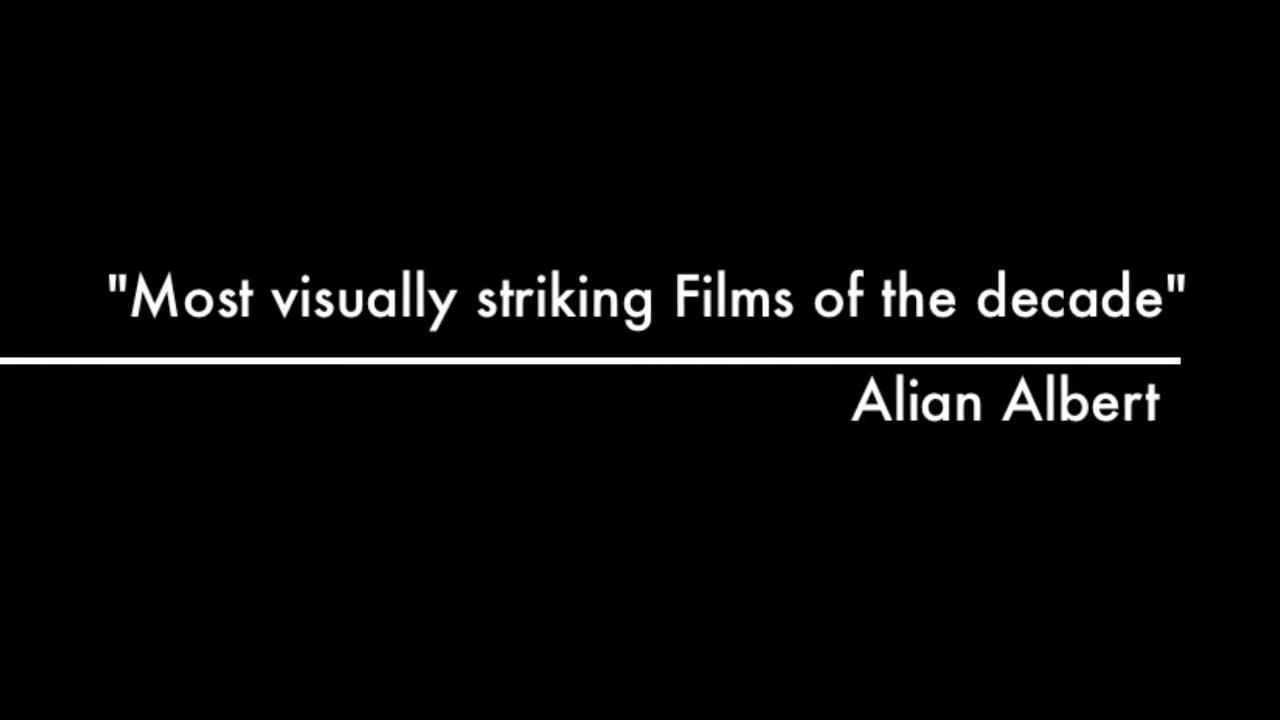 "Most visually striking Films of the decade"
Alian Albert